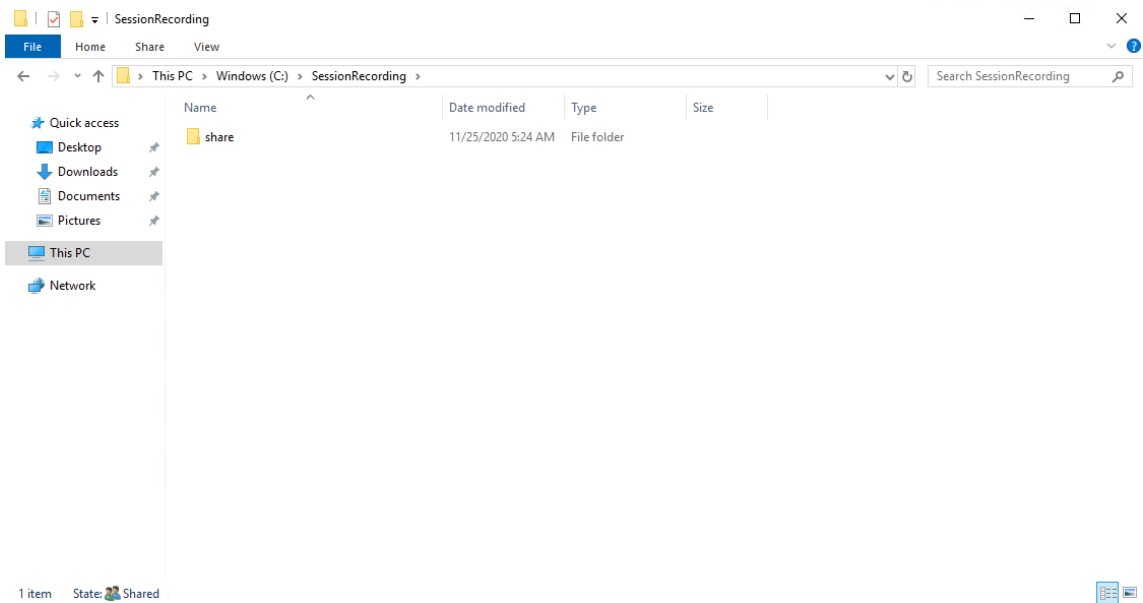 SessionRecording
File Home Share View
?
This PC > Windows (C:) > SessionRecording >
Search SessionRecording
Name Date modified Type Size
Quick access
share 11/25/2020 5:24 AM File folder
Desktop
Downloads
Documents
Pictures
This PC
Network
1 item State: Shared